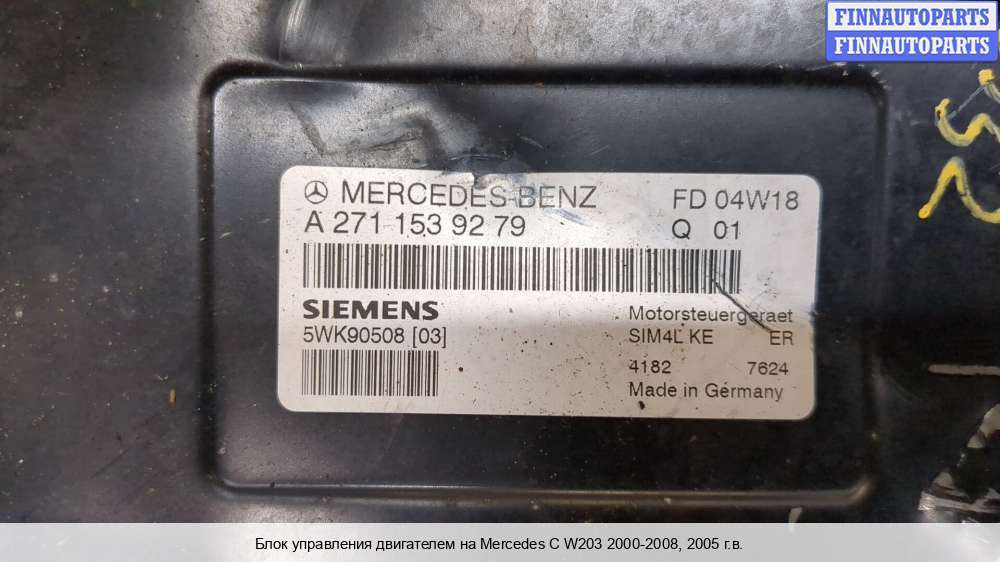 FINNAUTOPARTS
FINNAUTOPARTS
MERCEDES-BENZ FD 04W18
A 271 153 92 79 Q 01
SIEMENS Motorsteuergeraet
5WK90508 [03] SIM4L KE ER
4182 7624
Made in Germany
Блок управления двигателем на Mercedes C W203 2000-2008, 2005 г.в.